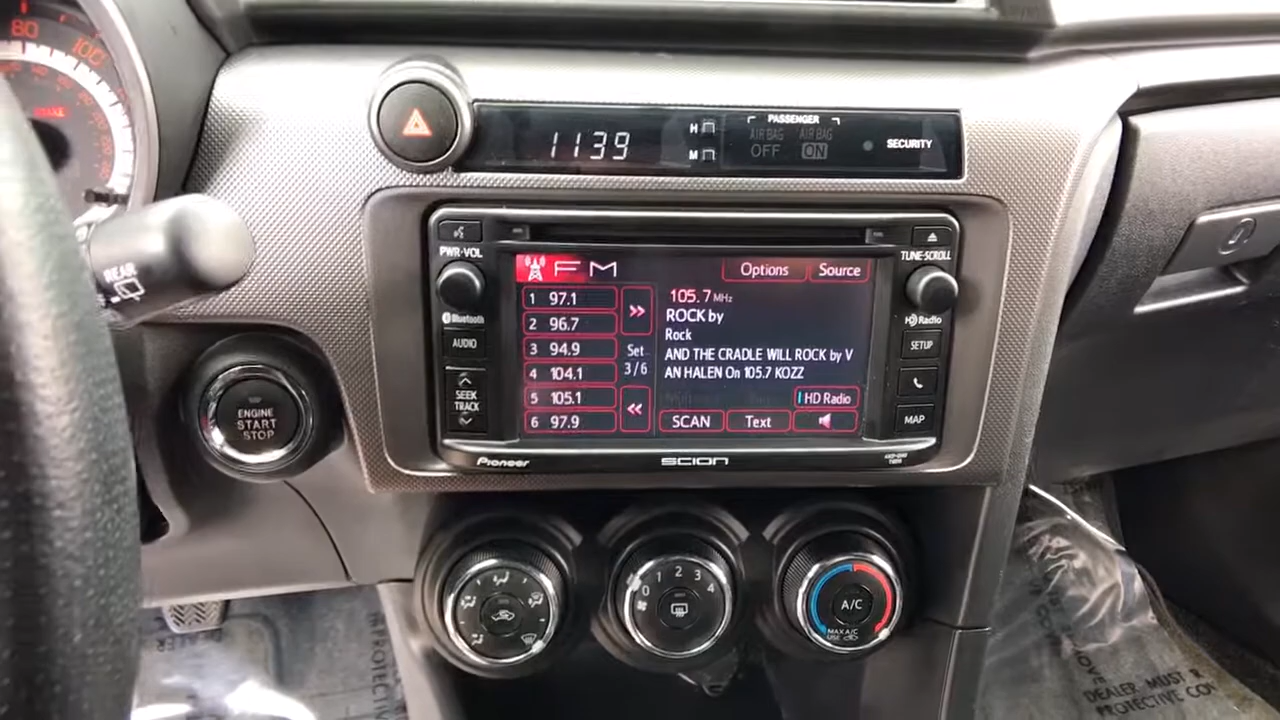 80
100
BRAKE
1139
H
M
PASSENGER
AIR BAG AIR BAG
OFF ON
SECURITY
PWR·VOL
TUNE·SCROLL
FM
Options
Source
1 97.1
2 96.7
3 94.9
4 104.1
5 105.1
6 97.9
Set
3/6
105.7 MHz
ROCK by
Rock
AND THE CRADLE WILL ROCK by V
AN HALEN On 105.7 KOZZ
HD Radio
SCAN
Text
Bluetooth
AUDIO
SEEK
TRACK
HD Radio
SETUP
MAP
Pioneer
SCION
REAR
ENGINE
START
STOP
0 1 2 3 4
A/C
MAX A/C
USE
DEALER MUST R
PROTECTIVE CO
PROTECTIV